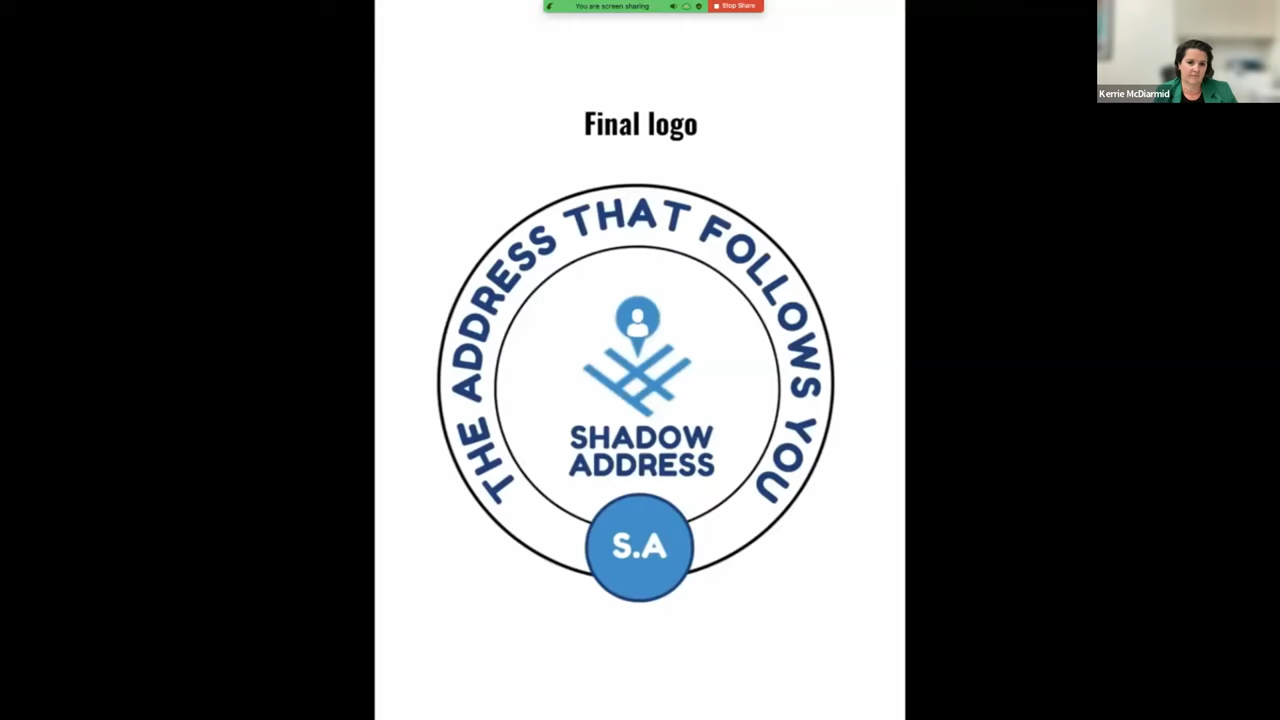 You are screen sharing
Stop Share
Kerrie McDiarmid
Final logo
THE ADDRESS THAT FOLLOWS YOU
SHADOW
ADDRESS
S.A